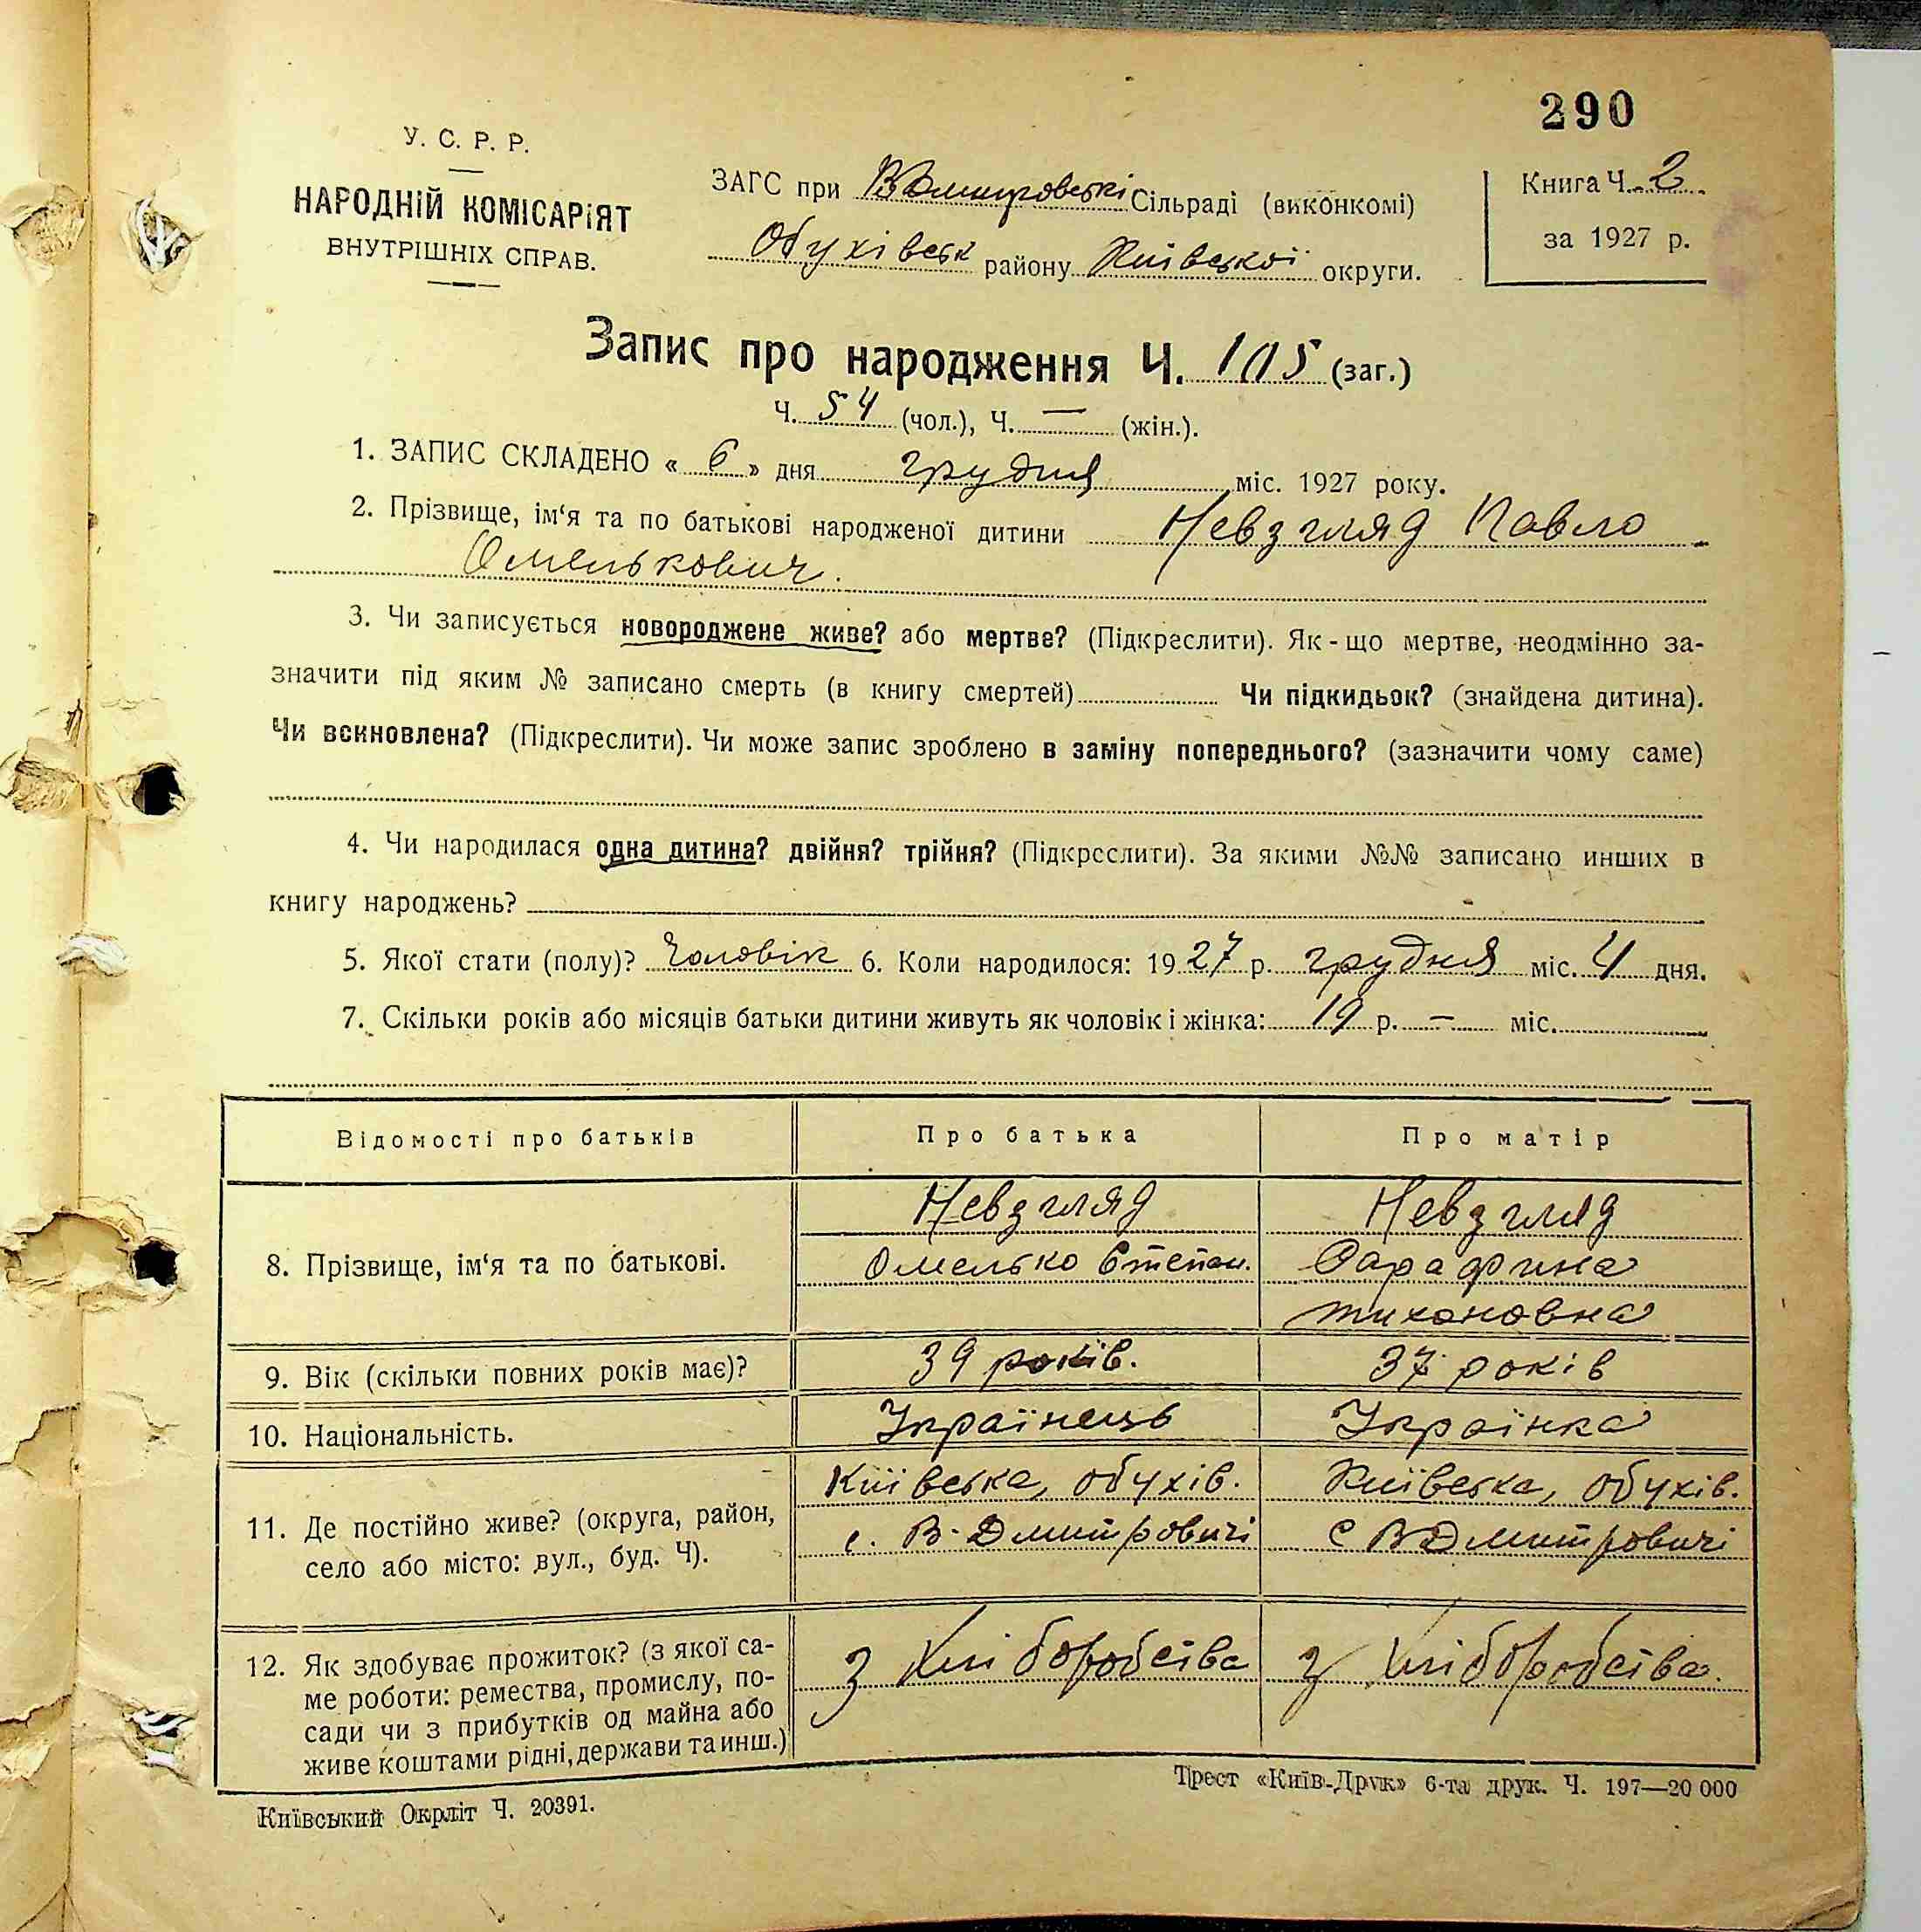 290
У. С. Р. Р.
НАРОДНІЙ КОМІСАРІЯТ
ВНУТРІШНІХ СПРАВ.
ЗАГС при ВДмитровскі Сільраді (виконкомі)
Обухівськ району Київської округи.
Книга Ч. 2
за 1927 р.
Запис про народження Ч. 105 (заг.)
Ч. 54 (чол.), Ч. — (жін.).
1. ЗАПИС СКЛАДЕНО « 6 » дня грудня міс. 1927 року.
2. Прізвище, ім‘я та по батькові народженої дитини Невзгляд Павло
Омелькович.
3. Чи записується новороджене живе? або мертве? (Підкреслити). Як-що мертве, неодмінно за-
значити під яким № записано смерть (в книгу смертей) Чи підкидьок? (знайдена дитина).
Чи всиновлена? (Підкреслити). Чи може запис зроблено в заміну попереднього? (зазначити чому саме)
4. Чи народилася одна дитина? двійня? трійня? (Підкреслити). За якими №№ записано инших в
книгу народжень?
5. Якої стати (полу)? Чоловік 6. Коли народилося: 1927 р. грудня міс. 4 дня.
7. Скільки років або місяців батьки дитини живуть як чоловік і жінка: 19 р. — міс.
Відомості про батьків Про батька Про матір
8. Прізвище, ім‘я та по батькові.
Невзгляд
Омелько Степан.
Невзгляд
Сарафина
тихоновна
9. Вік (скільки повних років має)? 39 років. 37 років
10. Національність. Українець Українка
11. Де постійно живе? (округа, район,
село або місто: вул., буд. Ч).
Київська, обухів.
с. В-Дмитровичі
Київська, обухів.
с ВДмитровичі
12. Як здобуває прожиток? (з якої са-
ме роботи: ремества, промислу, по-
сади чи з прибутків од майна або
живе коштами рідні, держави та инш.)
з хліборобства
з хліборобства.
Київський Окрліт Ч. 20391.
Трест «Київ-Друк» 6-та друк. Ч. 197—20 000